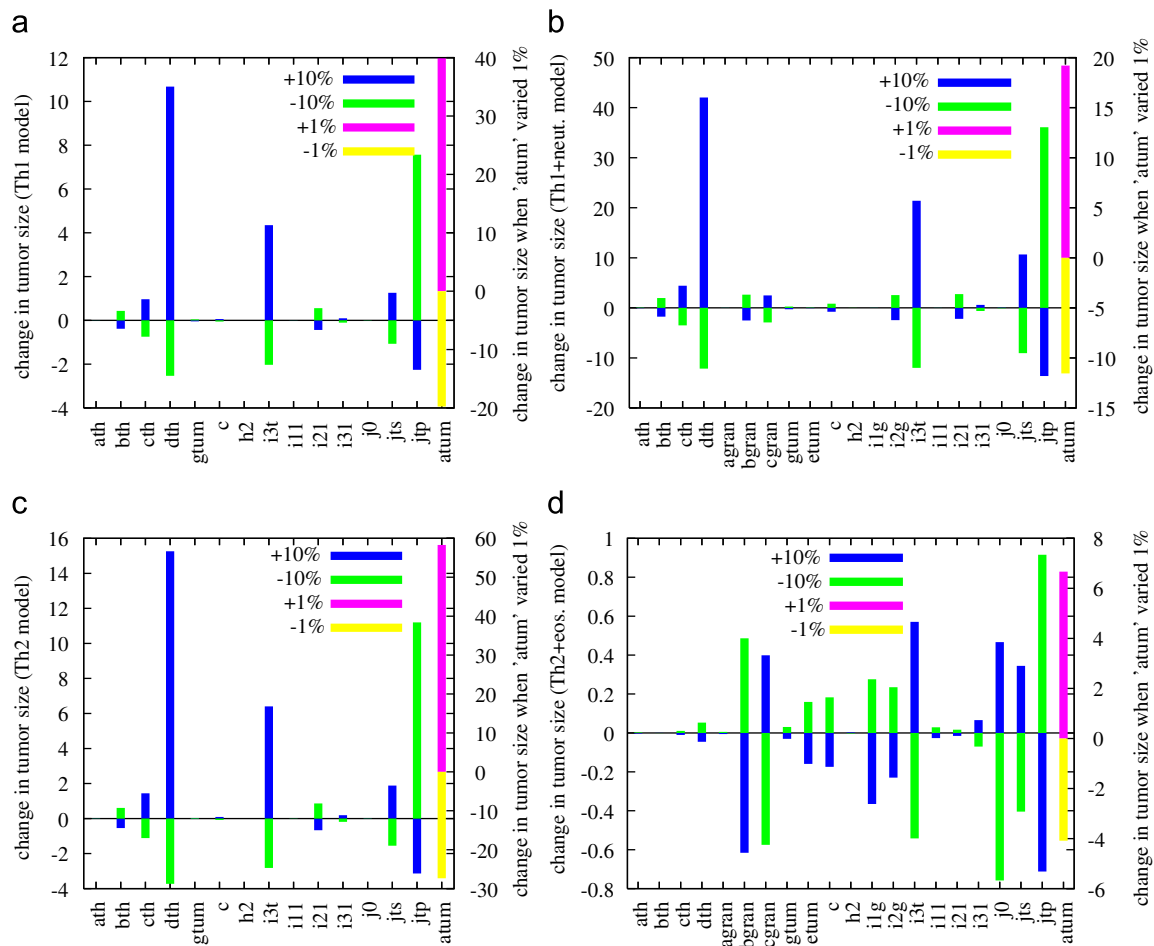 a
change in tumor size (Th1 model)
12
10
8
6
4
2
0
-2
-4
+10%
-10%
+1%
-1%
40
30
20
10
0
-10
-20
change in tumor size when 'atum' varied 1%
ath
bth
cth
dth
gtum
c
h2
i3t
i11
i21
i31
j0
jts
jtp
atum
b
change in tumor size (Th1+neut. model)
50
40
30
20
10
0
-10
-20
+10%
-10%
+1%
-1%
20
15
10
5
0
-5
-10
-15
change in tumor size when 'atum' varied 1%
ath
bth
cth
dth
agran
bgran
cgran
gtum
etum
c
h2
i1g
i2g
i3t
i11
i21
i31
j0
jts
jtp
atum
c
change in tumor size (Th2 model)
16
14
12
10
8
6
4
2
0
-2
-4
+10%
-10%
+1%
-1%
60
50
40
30
20
10
0
-10
-20
-30
change in tumor size when 'atum' varied 1%
ath
bth
cth
dth
gtum
c
h2
i3t
i11
i21
i31
j0
jts
jtp
atum
d
change in tumor size (Th2+eos. model)
1
0.8
0.6
0.4
0.2
0
-0.2
-0.4
-0.6
-0.8
+10%
-10%
+1%
-1%
8
6
4
2
0
-2
-4
-6
change in tumor size when 'atum' varied 1%
ath
bth
cth
dth
agran
bgran
cgran
gtum
etum
c
h2
i1g
i2g
i3t
i11
i21
i31
j0
jts
jtp
atum